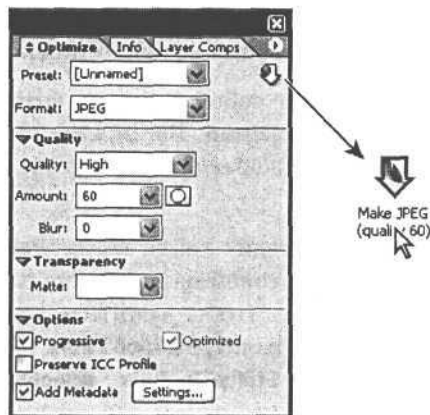 Optimize Info Layer Comps
Preset: [Unnamed]
Format: JPEG
Quality
Quality: High
Amount: 60
Blur: 0
Transparency
Matte:
Options
Progressive Optimized
Preserve ICC Profile
Add Metadata Settings...
Make JPEG
(quality 60)